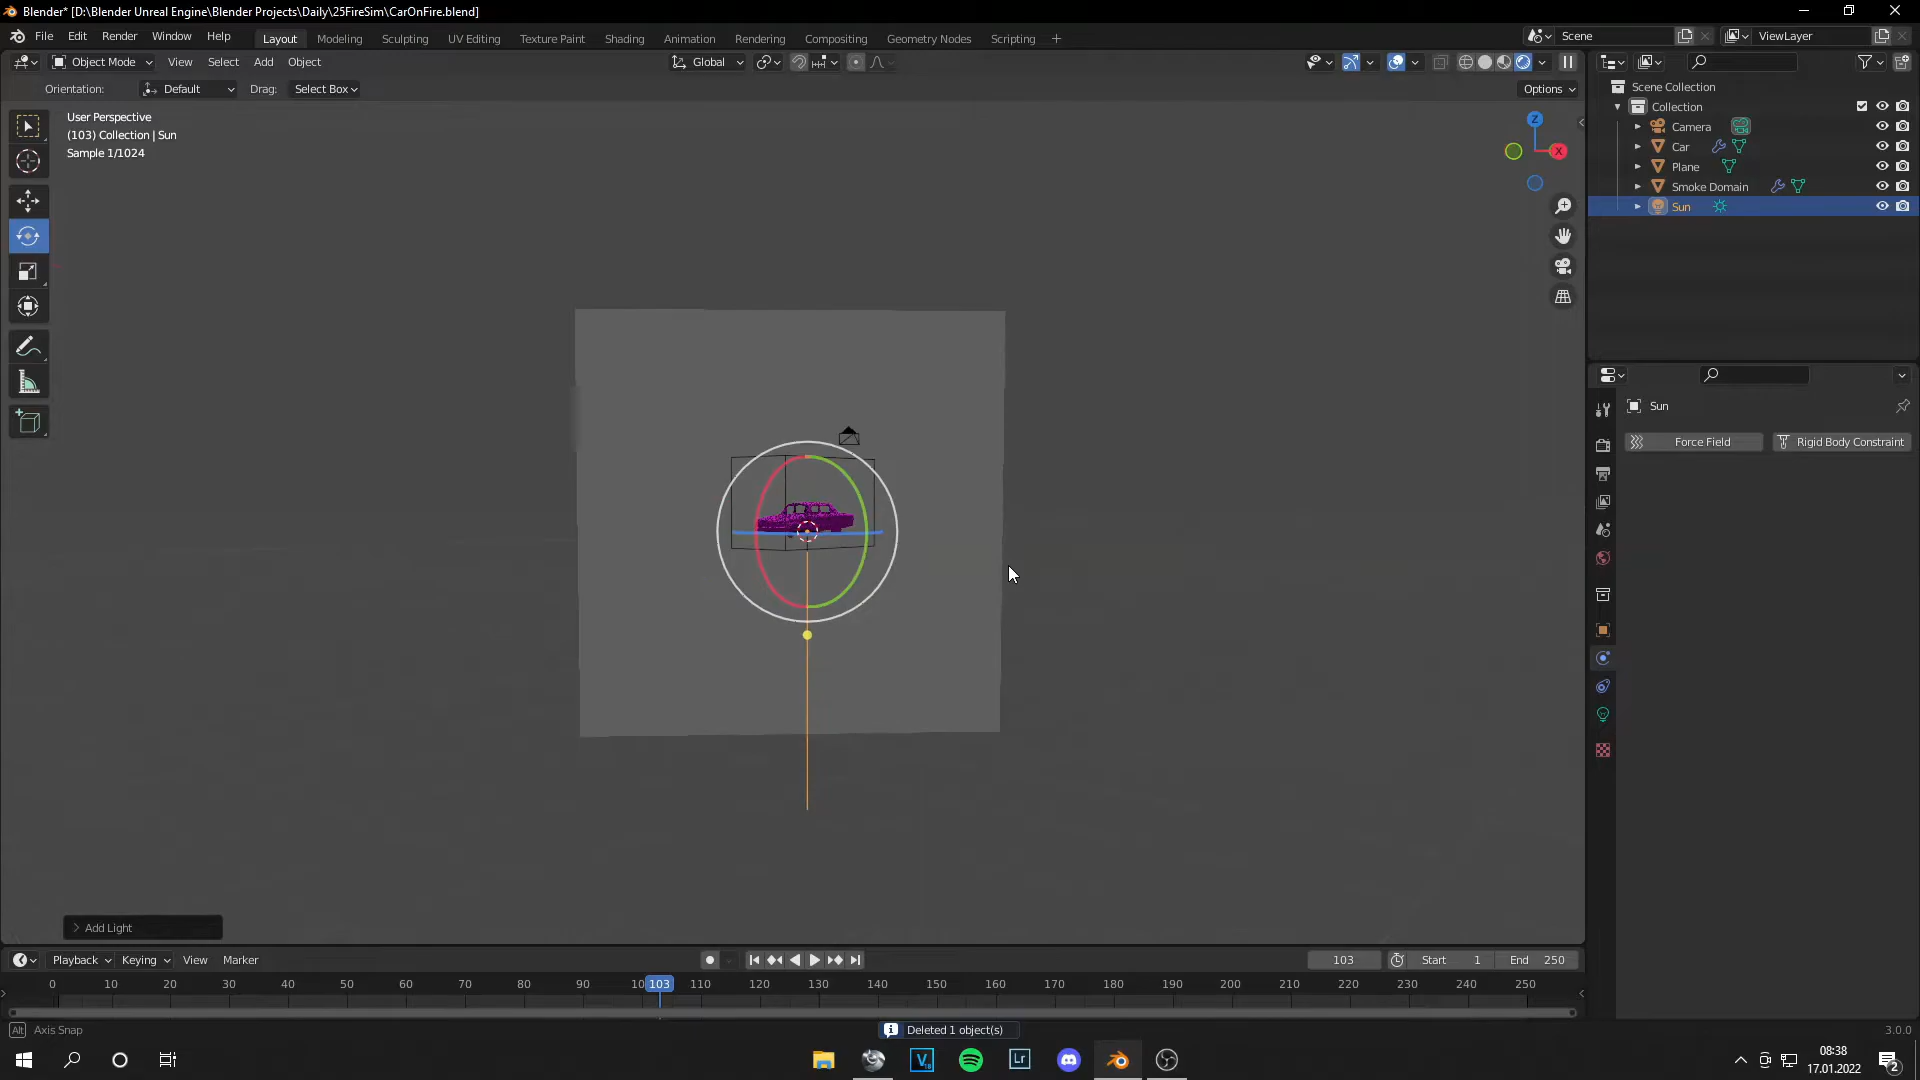 Blender* [D:\Blender Unreal Engine\Blender Projects\Daily\25FireSim\CarOnFire.blend]
File Edit Render Window Help Layout Modeling Sculpting UV Editing Texture Paint Shading Animation Rendering Compositing Geometry Nodes Scripting + Scene ViewLayer
Object Mode View Select Add Object Global
Orientation: Default Drag: Select Box Options
User Perspective
(103) Collection | Sun
Sample 1/1024
Z
X
Scene Collection
Collection
Camera
Car
Plane
Smoke Domain
Sun
Sun
Force Field Rigid Body Constraint
Add Light
Playback Keying View Marker 103 Start 1 End 250
0 10 20 30 40 50 60 70 80 90 10 103 110 120 130 140 150 160 170 180 190 200 210 220 230 240 250
Alt Axis Snap Deleted 1 object(s) 3.0.0
V 18 Lr 08:38
17.01.2022 2